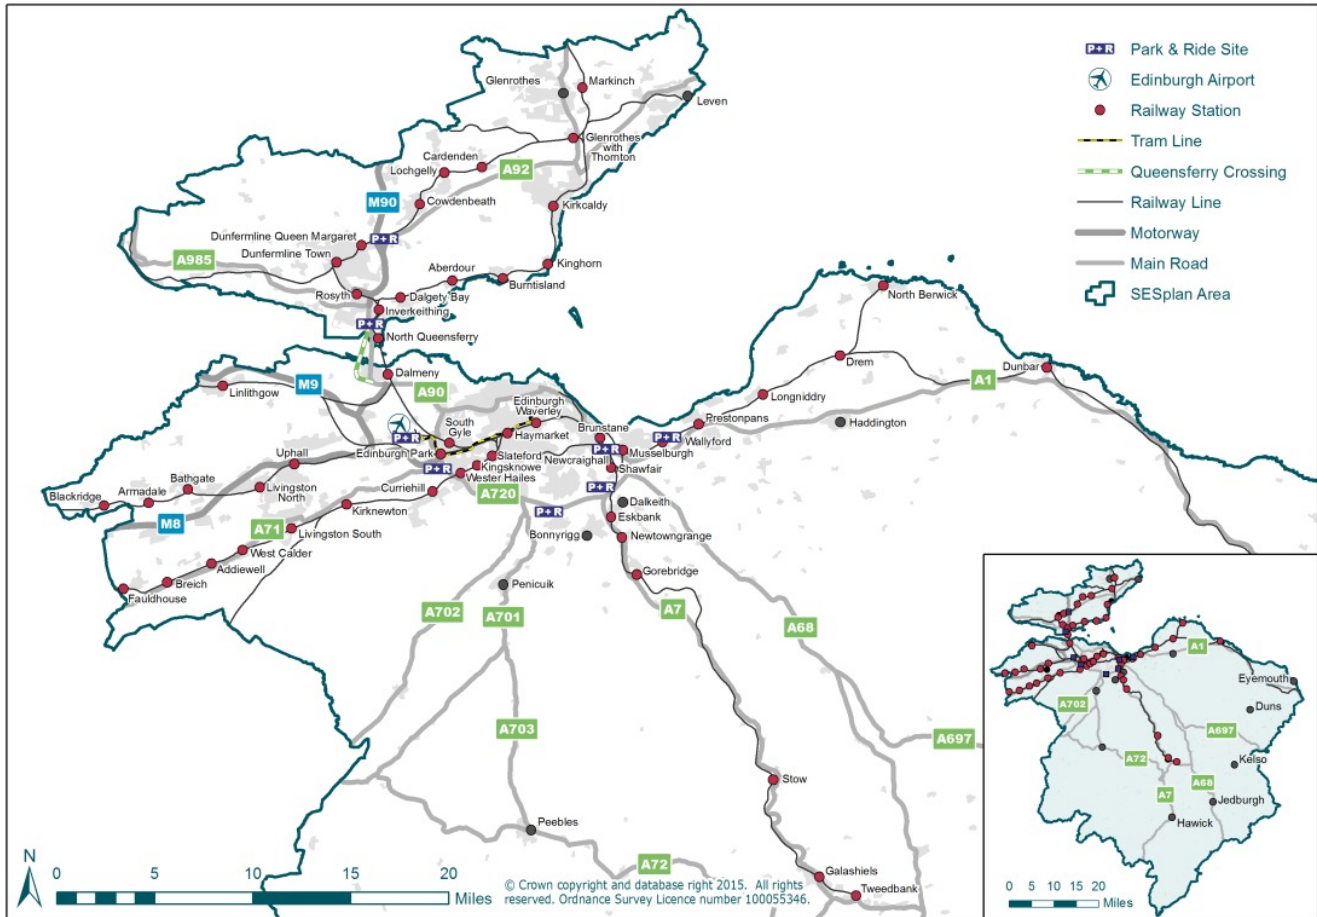 Glenrothes
Markinch
Leven
Glenrothes
with
Thornton
Cardenden
Lochgelly
A92
M90
Cowdenbeath
Kirkcaldy
Dunfermline Queen Margaret
P+R
Dunfermline Town
A985
Aberdour
Kinghorn
Burntisland
Rosyth
Dalgety Bay
Inverkeithing
P+R
North Queensferry
P+R Park & Ride Site
Edinburgh Airport
Railway Station
Tram Line
Queensferry Crossing
Railway Line
Motorway
Main Road
SESplan Area
North Berwick
Drem
Dunbar
A1
Longniddry
Haddington
Prestonpans
Dalmeny
M9
A90
Linlithgow
Edinburgh
Waverley
South
Gyle
Haymarket
Brunstane
P+R
Wallyford
P+R
Edinburgh Park
Slateford
Newcraighall
P+R
Musselburgh
Uphall
P+R
Kingsknowe
Shawfair
Wester Hailes
Bathgate
Livingston
North
Curriehill
A720
P+R
Blackridge
Armadale
Kirknewton
Dalkeith
M8
A71
P+R
Eskbank
Livingston South
Bonnyrigg
Newtongrange
West Calder
Addiewell
Breich
Fauldhouse
Penicuik
Gorebridge
A702
A701
A7
A68
A703
A697
Stow
Peebles
A72
Galashiels
Tweedbank
N
0 5 10 15 20
Miles
© Crown copyright and database right 2015. All rights
reserved. Ordnance Survey Licence number 100055346.
A1
Eyemouth
A702
Duns
A697
A72
Kelso
A68
A7
Jedburgh
Hawick
0 5 10 15 20
Miles